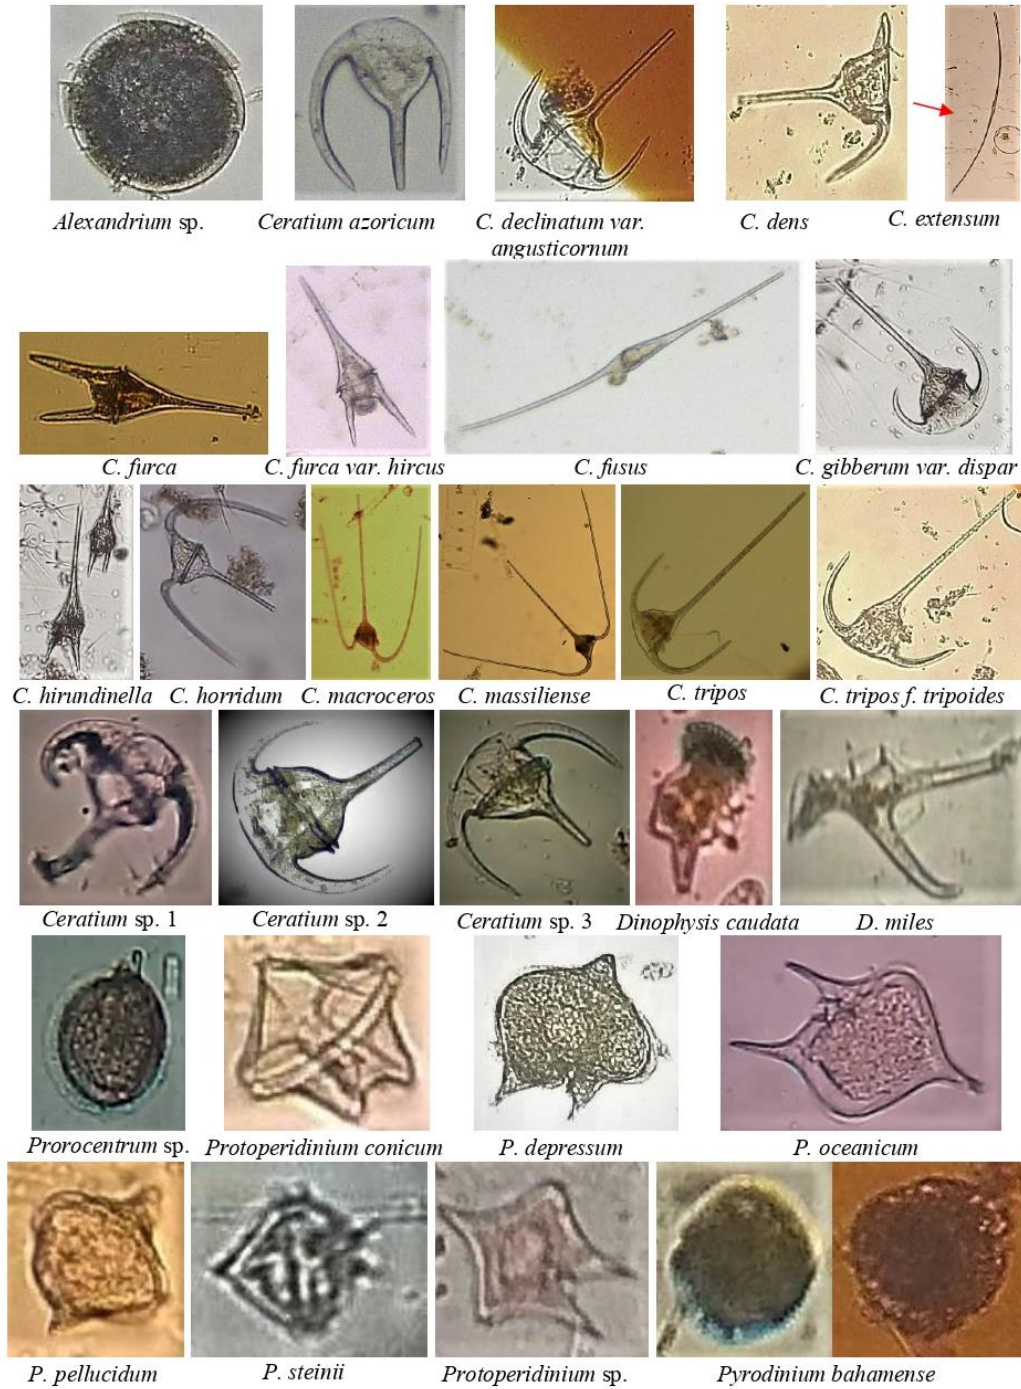 Alexandrium sp.
Ceratium azoricum
C. declinatum var.
angusticornum
C. dens
C. extensum
C. furca
C. furca var. hircus
C. fusus
C. gibberum var. dispar
C. hirundinella
C. horridum
C. macroceros
C. massiliense
C. tripos
C. tripos f. tripoides
Ceratium sp. 1
Ceratium sp. 2
Ceratium sp. 3
Dinophysis caudata
D. miles
Prorocentrum sp.
Protoperidinium conicum
P. depressum
P. oceanicum
P. pellucidum
P. steinii
Protoperidinium sp.
Pyrodinium bahamense